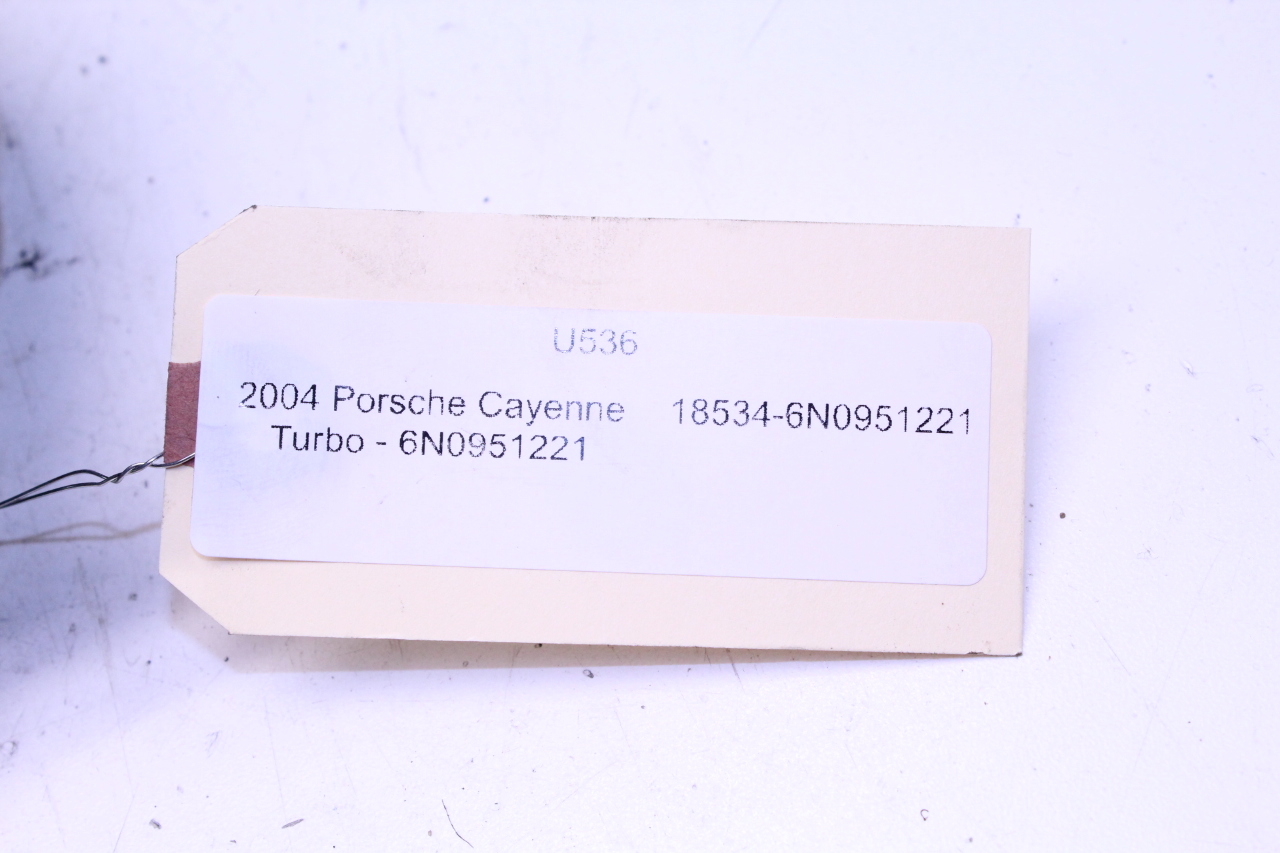 U536
2004 Porsche Cayenne 18534-6N0951221
Turbo - 6N0951221